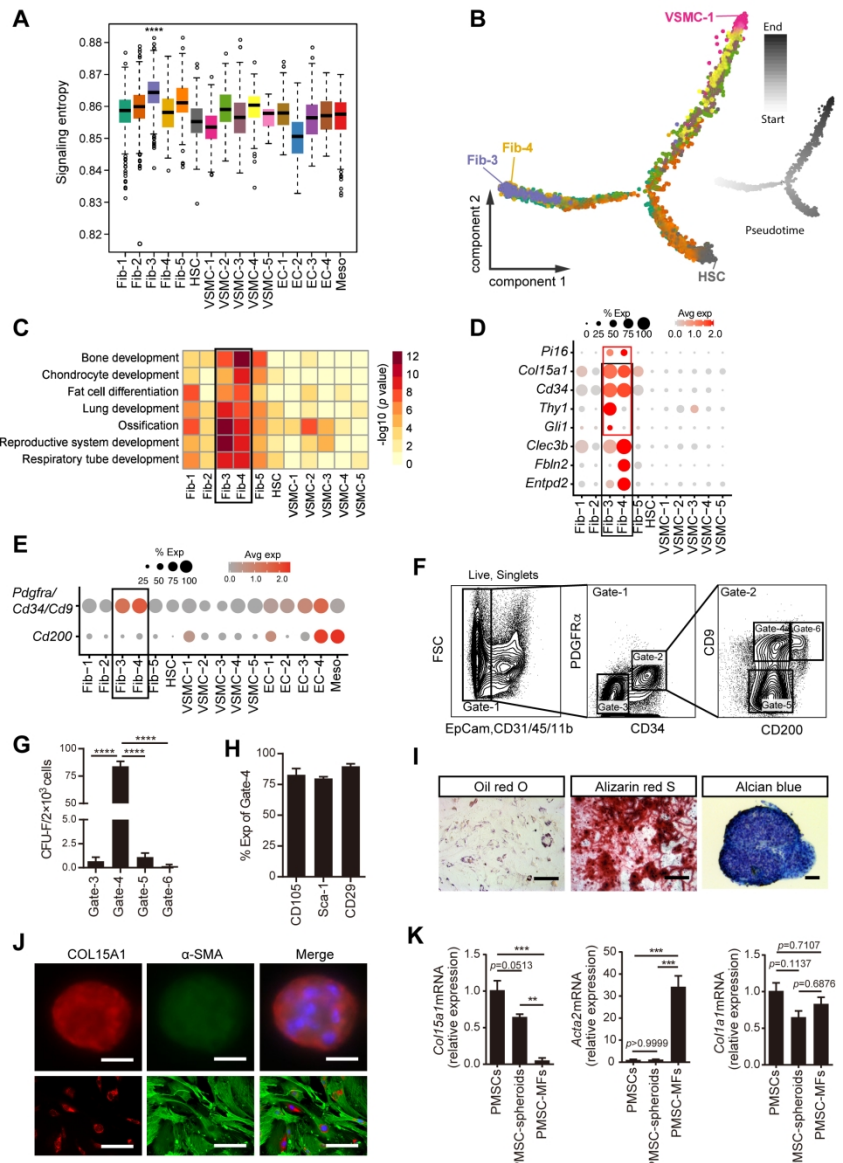 A
****
0.88
0.87
0.86
0.85
0.84
0.83
0.82
Signaling entropy
Fib-1
Fib-2
Fib-3
Fib-4
Fib-5
HSC
VSMC-1
VSMC-2
VSMC-3
VSMC-4
VSMC-5
EC-1
EC-2
EC-3
EC-4
Meso
B
VSMC-1
End
Start
Fib-4
Fib-3
component 2
component 1
HSC
Pseudotime
C
Bone development
Chondrocyte development
Fat cell differentiation
Lung development
Ossification
Reproductive system development
Respiratory tube development
12
10
8
6
4
2
0
-log10 (p value)
Fib-1
Fib-2
Fib-3
Fib-4
Fib-5
HSC
VSMC-1
VSMC-2
VSMC-3
VSMC-4
VSMC-5
D
% Exp
0 25 50 75 100
Avg exp
0.0 1.0 2.0
Pi16
Col15a1
Cd34
Thy1
Gli1
Clec3b
Fbln2
Entpd2
Fib-1
Fib-2
Fib-3
Fib-4
Fib-5
HSC
VSMC-1
VSMC-2
VSMC-3
VSMC-4
VSMC-5
E
% Exp
25 50 75 100
Avg exp
0.0 1.0 2.0
Pdgfra/
Cd34/Cd9
Cd200
Fib-1
Fib-2
Fib-3
Fib-4
Fib-5
HSC
VSMC-1
VSMC-2
VSMC-3
VSMC-4
VSMC-5
EC-1
EC-2
EC-3
EC-4
Meso
F
Live, Singlets
Gate-1
FSC
EpCam,CD31/45/11b
Gate-1
Gate-2
Gate-3
PDGFRα
CD34
Gate-2
Gate-4
Gate-6
Gate-5
CD9
CD200
G
****
**** ****
100
75
50
5.0
2.5
0.0
CFU-F/2×10³ cells
Gate-3
Gate-4
Gate-5
Gate-6
H
100
75
50
25
0
% Exp of Gate-4
CD105
Sca-1
CD29
I
Oil red O
Alizarin red S
Alcian blue
J
COL15A1
α-SMA
Merge
K
***
p=0.0513
**
1.5
1.0
0.5
0.0
Col15a1mRNA
(relative expression)
PMSCs
PMSC-spheroids
PMSC-MFs
***
***
p>0.9999
50
40
30
20
10
0
Acta2mRNA
(relative expression)
PMSCs
PMSC-spheroids
PMSC-MFs
p=0.7107
p=0.1137
p=0.6876
1.5
1.0
0.5
0.0
Col1a1mRNA
(relative expression)
PMSCs
PMSC-spheroids
PMSC-MFs